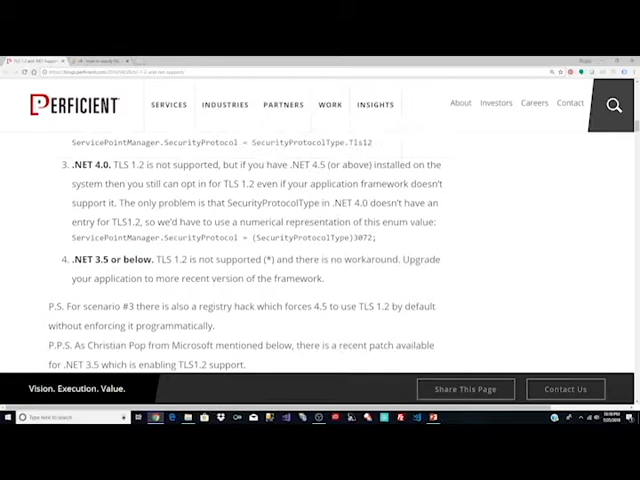 TLS 1.2 and .NET Support:
PERFICIENT
SERVICES INDUSTRIES PARTNERS WORK INSIGHTS
About Investors Careers Contact
ServicePointManager.SecurityProtocol = SecurityProtocolType.Tls12
3. .NET 4.0. TLS 1.2 is not supported, but if you have .NET 4.5 (or above) installed on the
system then you still can opt in for TLS 1.2 even if your application framework doesn't
support it. The only problem is that SecurityProtocolType in .NET 4.0 doesn't have an
entry for TLS1.2, so we'd have to use a numerical representation of this enum value:
ServicePointManager.SecurityProtocol = (SecurityProtocolType)3072;
4. .NET 3.5 or below. TLS 1.2 is not supported (*) and there is no workaround. Upgrade
your application to more recent version of the framework.
P.S. For scenario #3 there is also a registry hack which forces 4.5 to use TLS 1.2 by default
without enforcing it programmatically.
P.P.S. As Christian Pop from Microsoft mentioned below, there is a recent patch available
for .NET 3.5 which is enabling TLS1.2 support.
Vision. Execution. Value.
Share This Page Contact Us
Type here to search